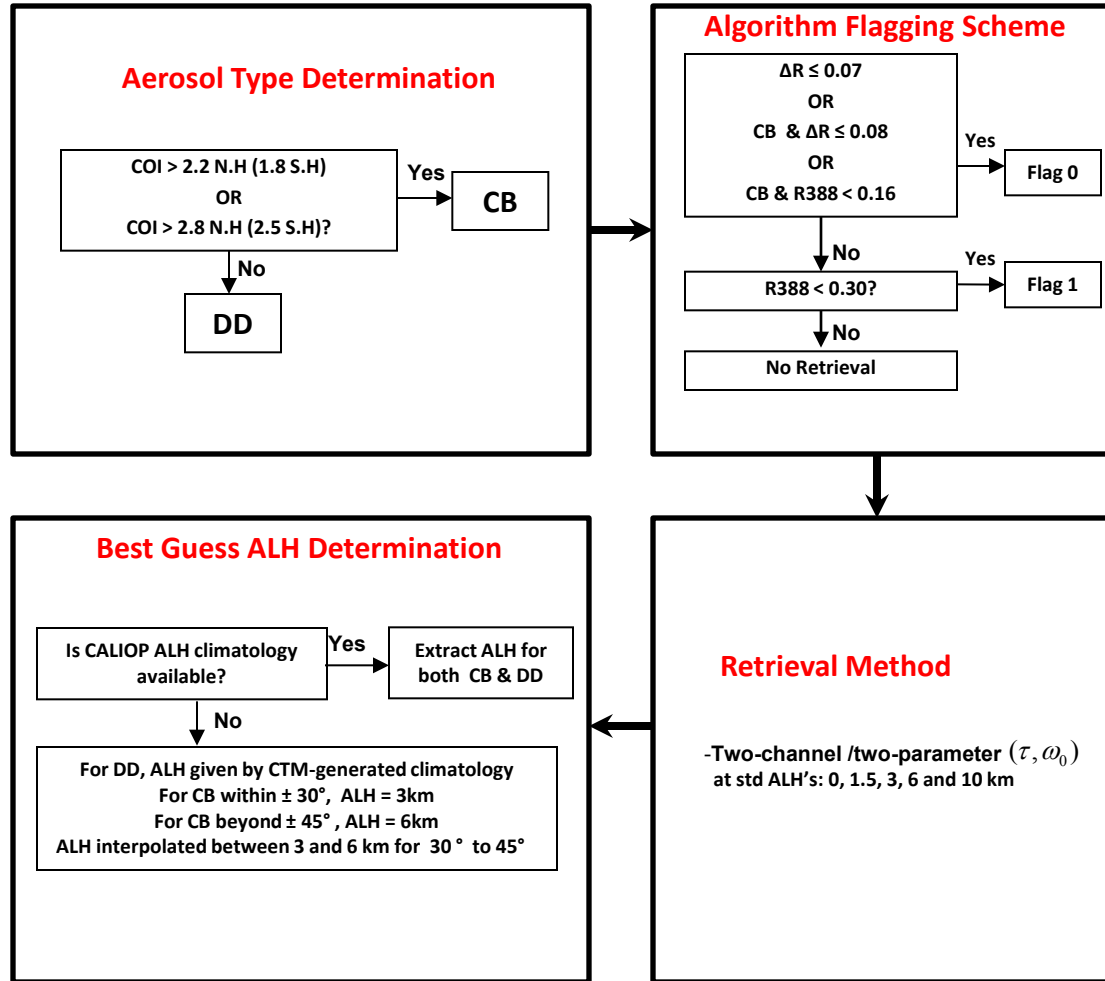 Aerosol Type Determination
COI > 2.2 N.H (1.8 S.H)
OR
COI > 2.8 N.H (2.5 S.H)?
Yes
CB
No
DD
Algorithm Flagging Scheme
ΔR ≤ 0.07
OR
CB & ΔR ≤ 0.08
OR
CB & R388 < 0.16
Yes
Flag 0
No
R388 < 0.30?
Yes
Flag 1
No
No Retrieval
Best Guess ALH Determination
Is CALIOP ALH climatology
available?
Yes
Extract ALH for
both CB & DD
No
For DD, ALH given by CTM-generated climatology
For CB within ± 30°, ALH = 3km
For CB beyond ± 45° , ALH = 6km
ALH interpolated between 3 and 6 km for 30 ° to 45°
Retrieval Method
-Two-channel /two-parameter (τ, ω₀)
at std ALH's: 0, 1.5, 3, 6 and 10 km